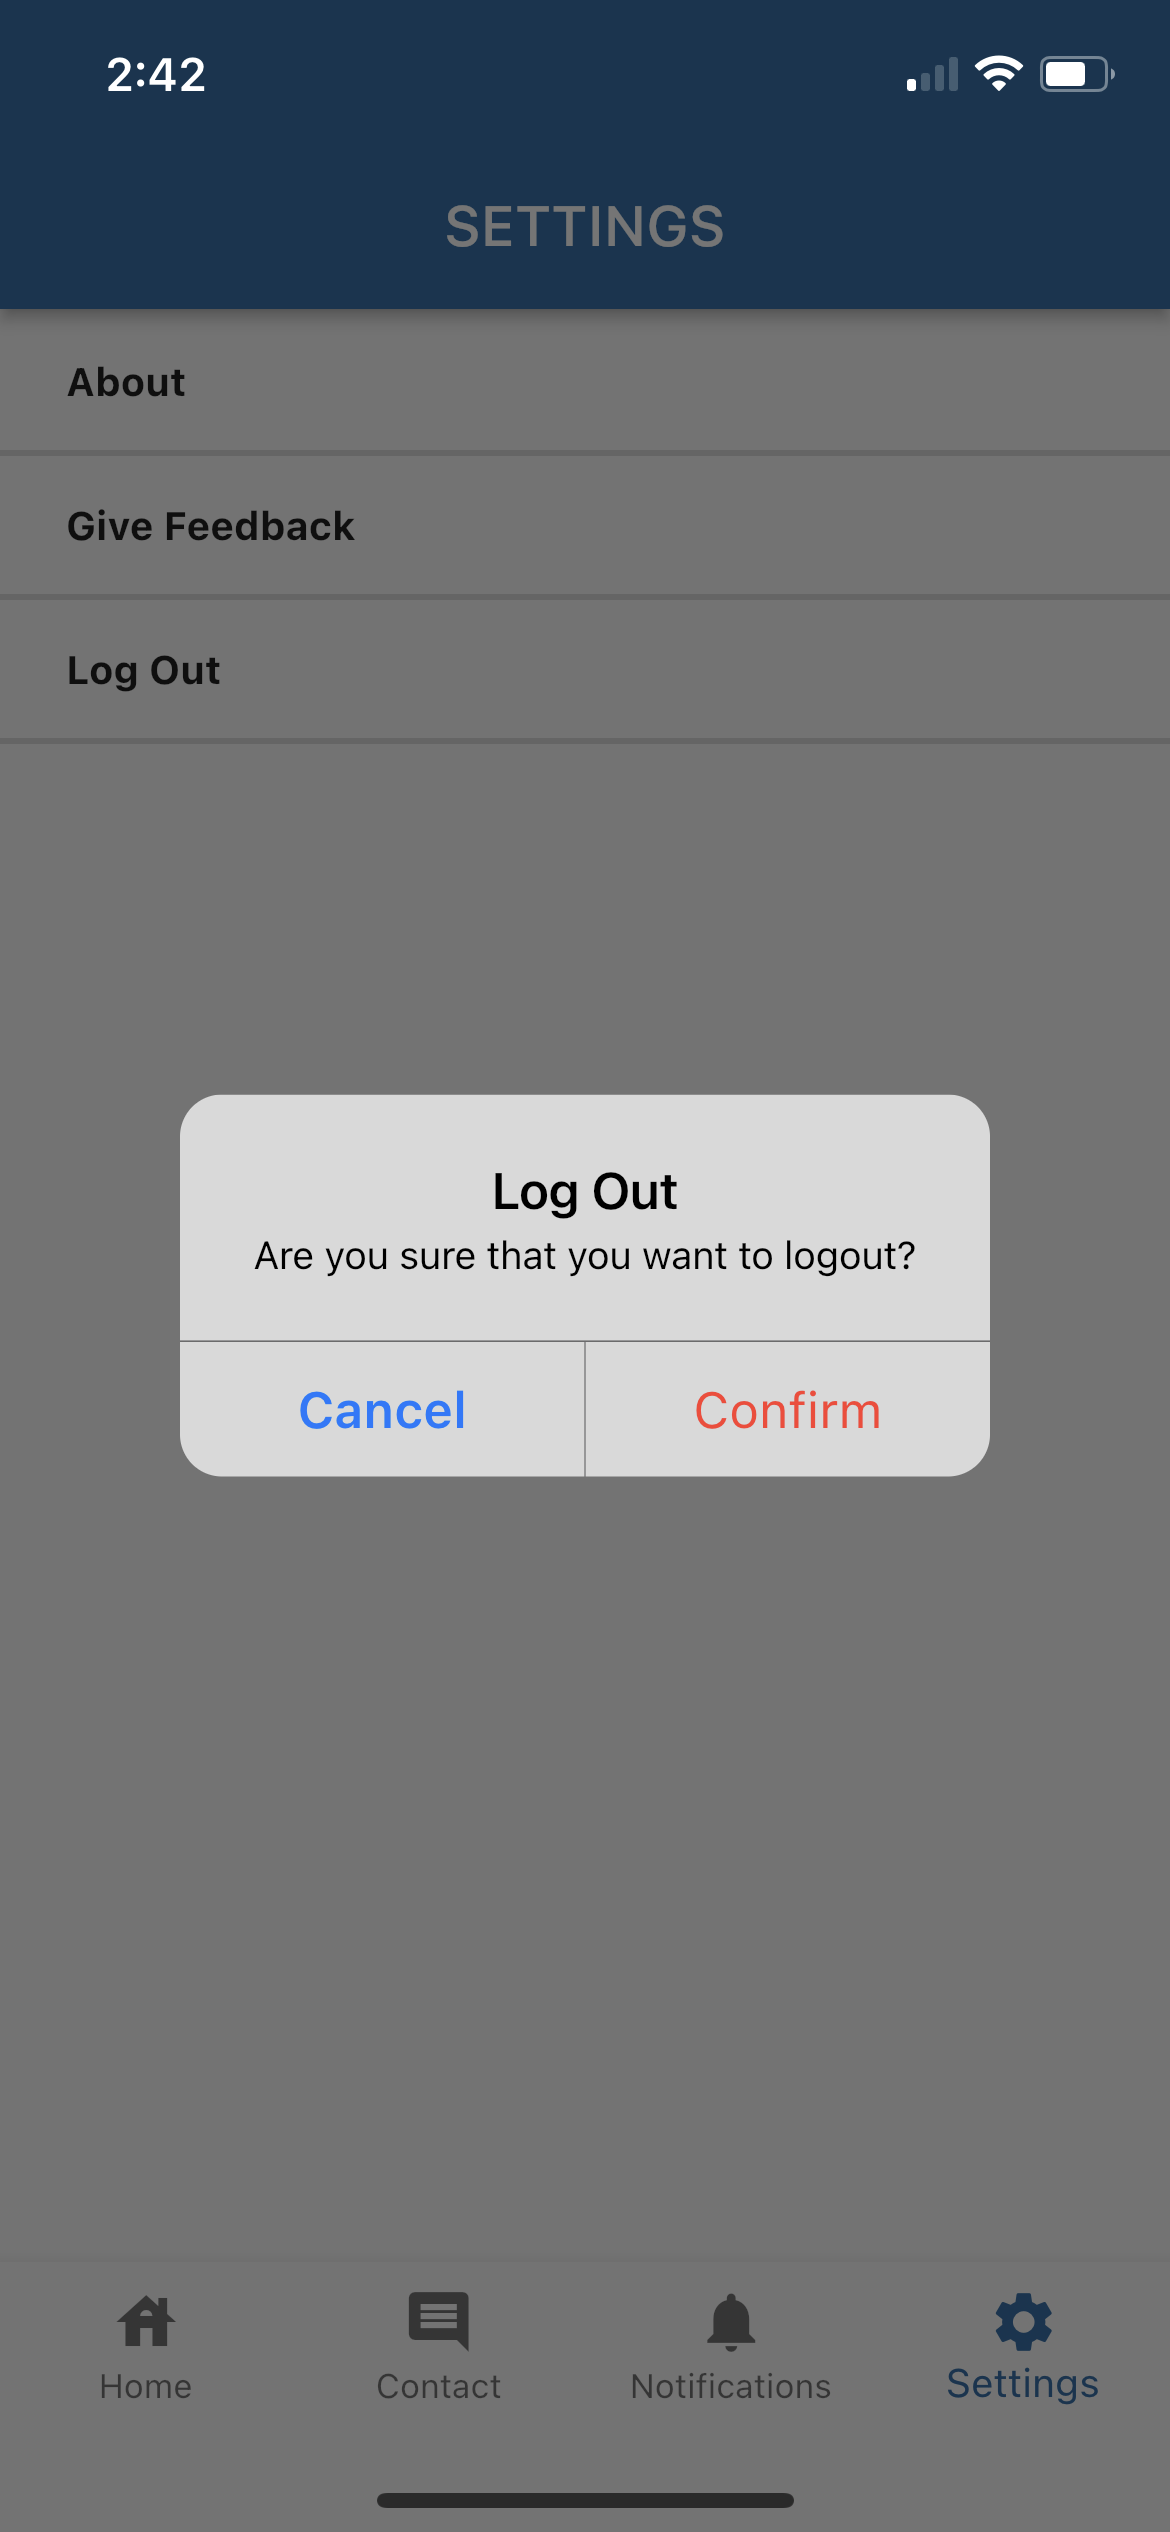 2:42
SETTINGS
About
Give Feedback
Log Out
Log Out
Are you sure that you want to logout?
Cancel Confirm
Home Contact Notifications Settings